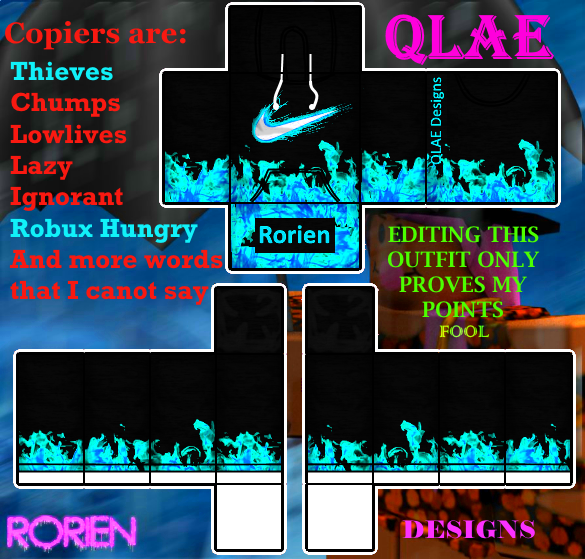 Copiers are:
Thieves
Chumps
Lowlives
Lazy
Ignorant
Robux Hungry
And more words
that I canot say
QLAE
QLAE Designs
Rorien
EDITING THIS
OUTFIT ONLY
PROVES MY
POINTS
FOOL
RORIEN
DESIGNS